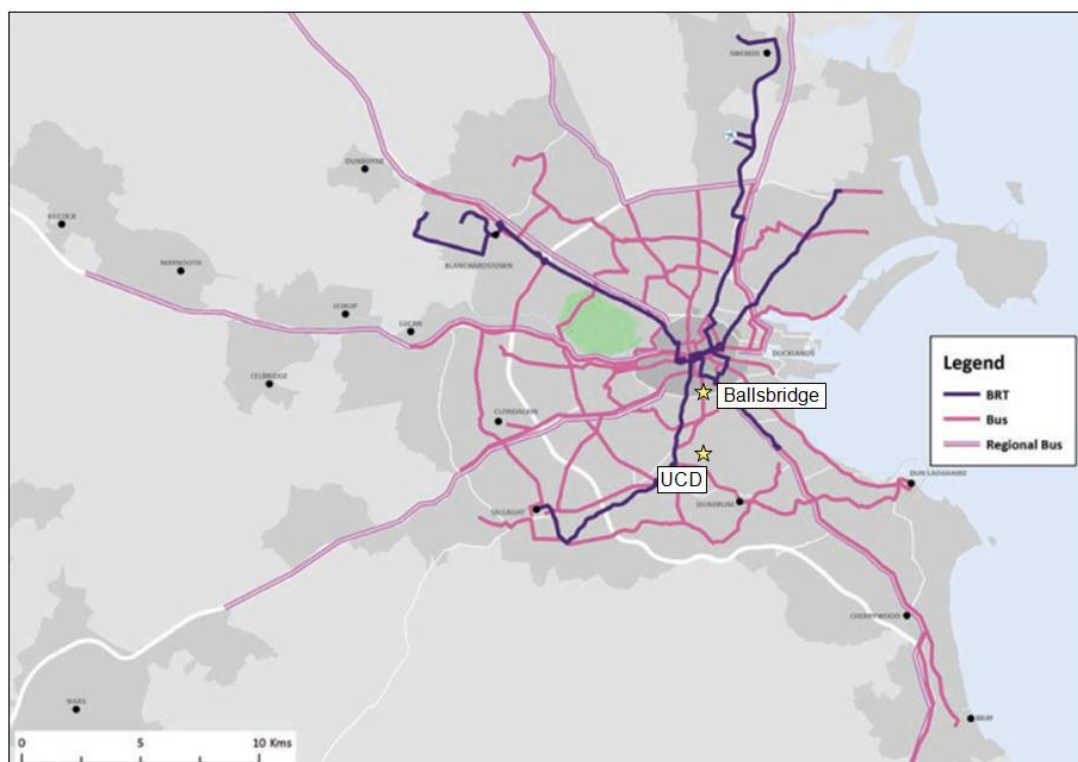 SWORDS
DUNBOYNE
KILCOCK
BLANCHARDSTOWN
MAYNOOTH
LEIXLIP
LUCAN
DOCKLANDS
CELBRIDGE
Ballsbridge
CLONDALKIN
UCD
DUN LAOGHAIRE
DUNDRUM
TALLAGHT
CHERRYWOOD
NAAS
BRAY
Legend
BRT
Bus
Regional Bus
0 5 10 Kms